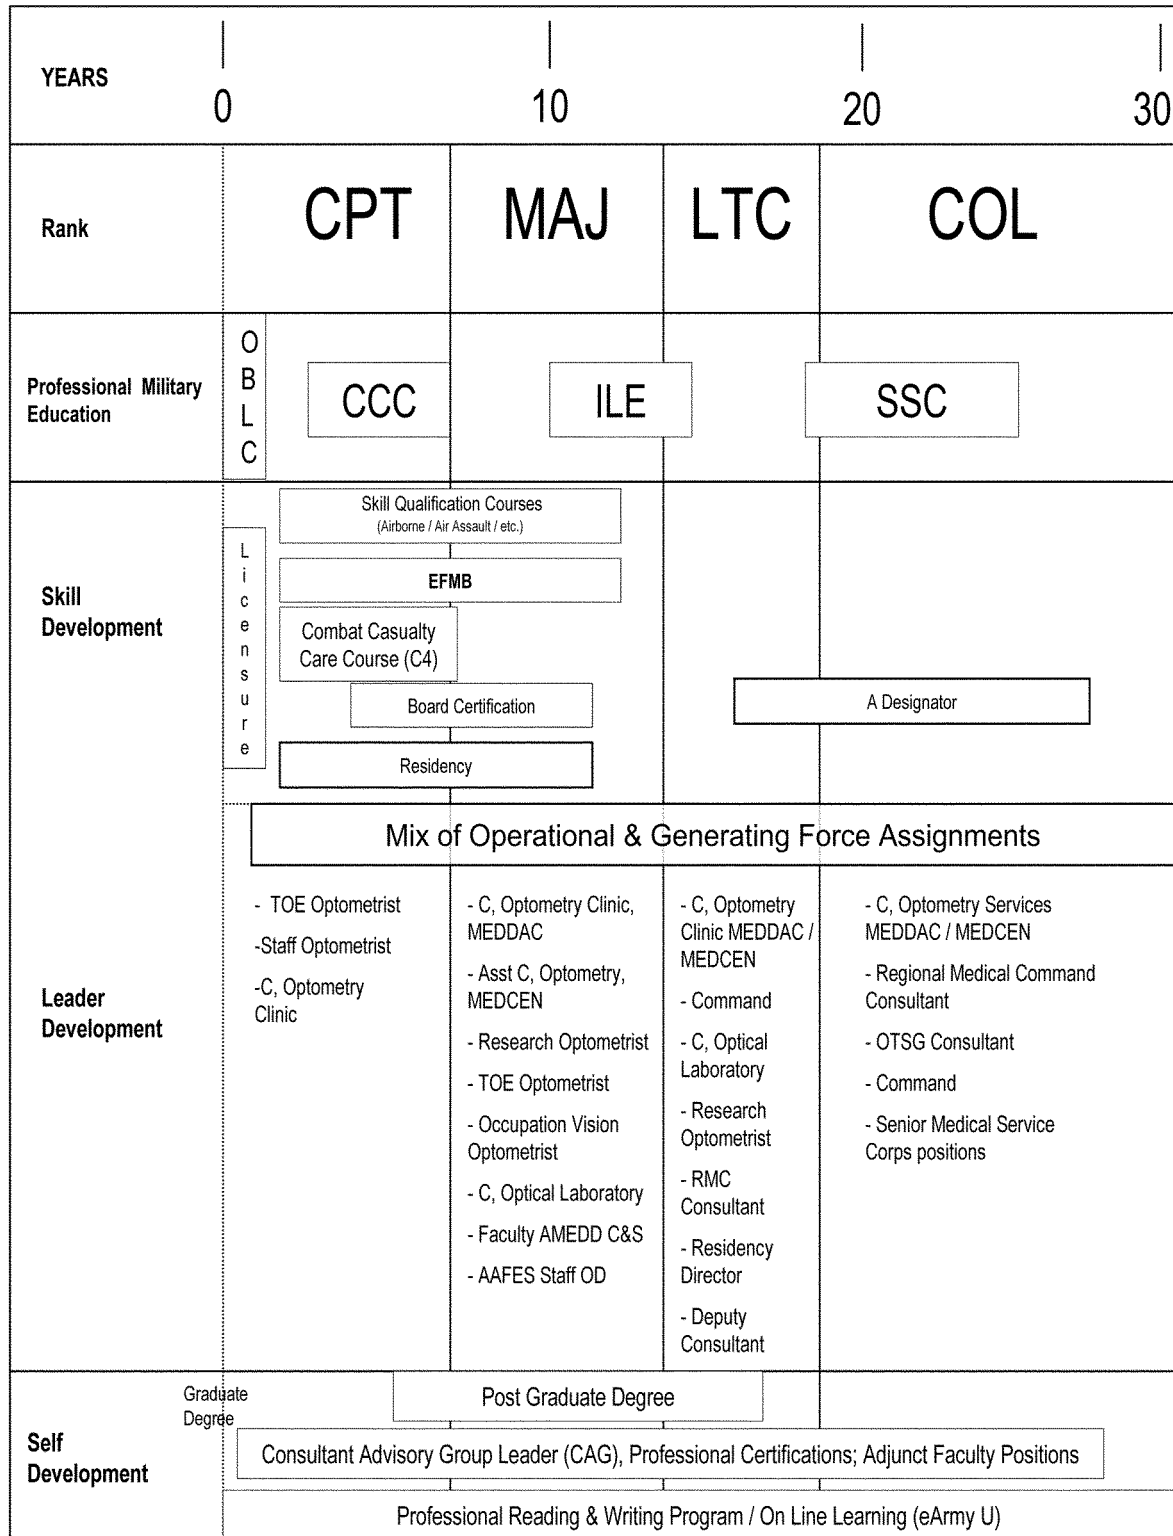 YEARS
0
10
20
30
Rank
CPT
MAJ
LTC
COL
Professional Military
Education
O
B
L
C
CCC
ILE
SSC
Skill
Development
L
i
c
e
n
s
u
r
e
Skill Qualification Courses
(Airborne / Air Assault / etc.)
EFMB
Combat Casualty
Care Course (C4)
Board Certification
A Designator
Residency
Leader
Development
Mix of Operational & Generating Force Assignments
- TOE Optometrist
-Staff Optometrist
-C, Optometry
Clinic
- C, Optometry Clinic,
MEDDAC
- Asst C, Optometry,
MEDCEN
- Research Optometrist
- TOE Optometrist
- Occupation Vision
Optometrist
- C, Optical Laboratory
- Faculty AMEDD C&S
- AAFES Staff OD
- C, Optometry
Clinic MEDDAC /
MEDCEN
- Command
- C, Optical
Laboratory
- Research
Optometrist
- RMC
Consultant
- Residency
Director
- Deputy
Consultant
- C, Optometry Services
MEDDAC / MEDCEN
- Regional Medical Command
Consultant
- OTSG Consultant
- Command
- Senior Medical Service
Corps positions
Self
Development
Graduate
Degree
Post Graduate Degree
Consultant Advisory Group Leader (CAG), Professional Certifications; Adjunct Faculty Positions
Professional Reading & Writing Program / On Line Learning (eArmy U)